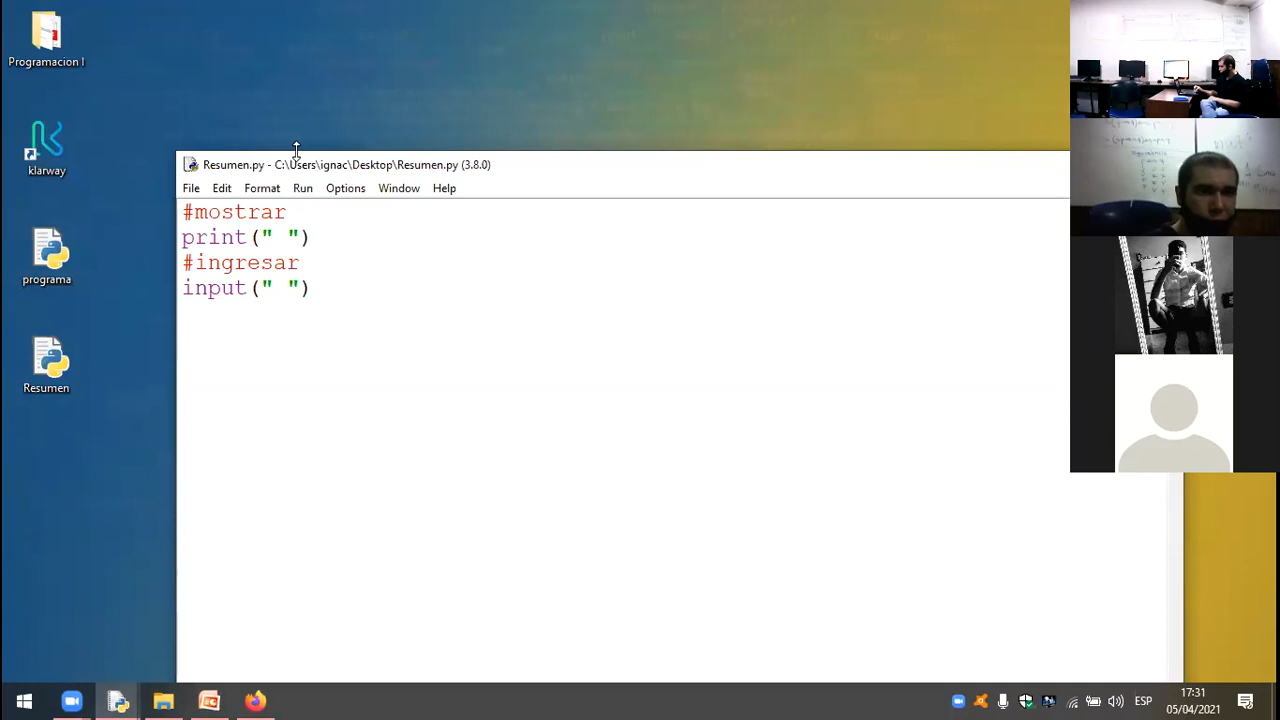 Programacion I
klarway
programa
Resumen
Resumen.py - C:\Users\ignac\Desktop\Resumen.py (3.8.0)
File Edit Format Run Options Window Help
#mostrar
print(" ")
#ingresar
input(" ")
ESP
17:31
05/04/2021